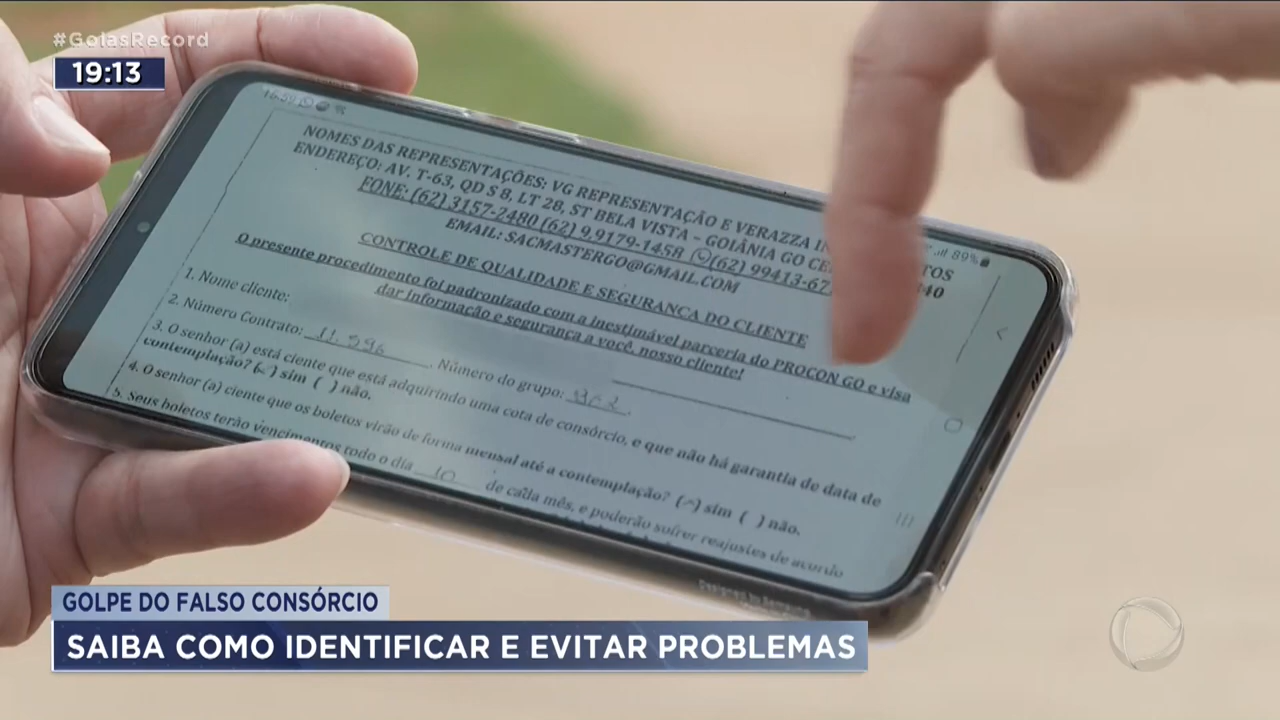 #GoiasRecord
19:13
NOMES DAS REPRESENTAÇÕES: VG REPRESENTAÇÃO E VERAZZA
ENDEREÇO: AV. T-63, QD S 8, LT 28, ST BELA VISTA – GOIÂNIA GO
FONE: (62) 3157-2480 (62) 9.9179-1458 (62) 99413-67
EMAIL: SACMASTERGO@GMAIL.COM
89%
CONTROLE DE QUALIDADE E SEGURANÇA DO CLIENTE
O presente procedimento foi padronizado com a inestimável parceria do PROCON GO e visa
dar informação e segurança a você, nosso cliente!
1. Nome cliente:
2. Número Contrato: 11.596. Número do grupo:
3. O senhor (a) está ciente que está adquirindo uma cota de consórcio, e que não há garantia de data de
contemplação? ( ) sim ( ) não.
4. O senhor (a) ciente que os boletos virão de forma mensal até a contemplação? ( ) sim ( ) não.
5. Seus boletos terão vencimentos todo o dia 10 de cada mês, e poderão sofrer reajustes de acordo
GOLPE DO FALSO CONSÓRCIO
SAIBA COMO IDENTIFICAR E EVITAR PROBLEMAS